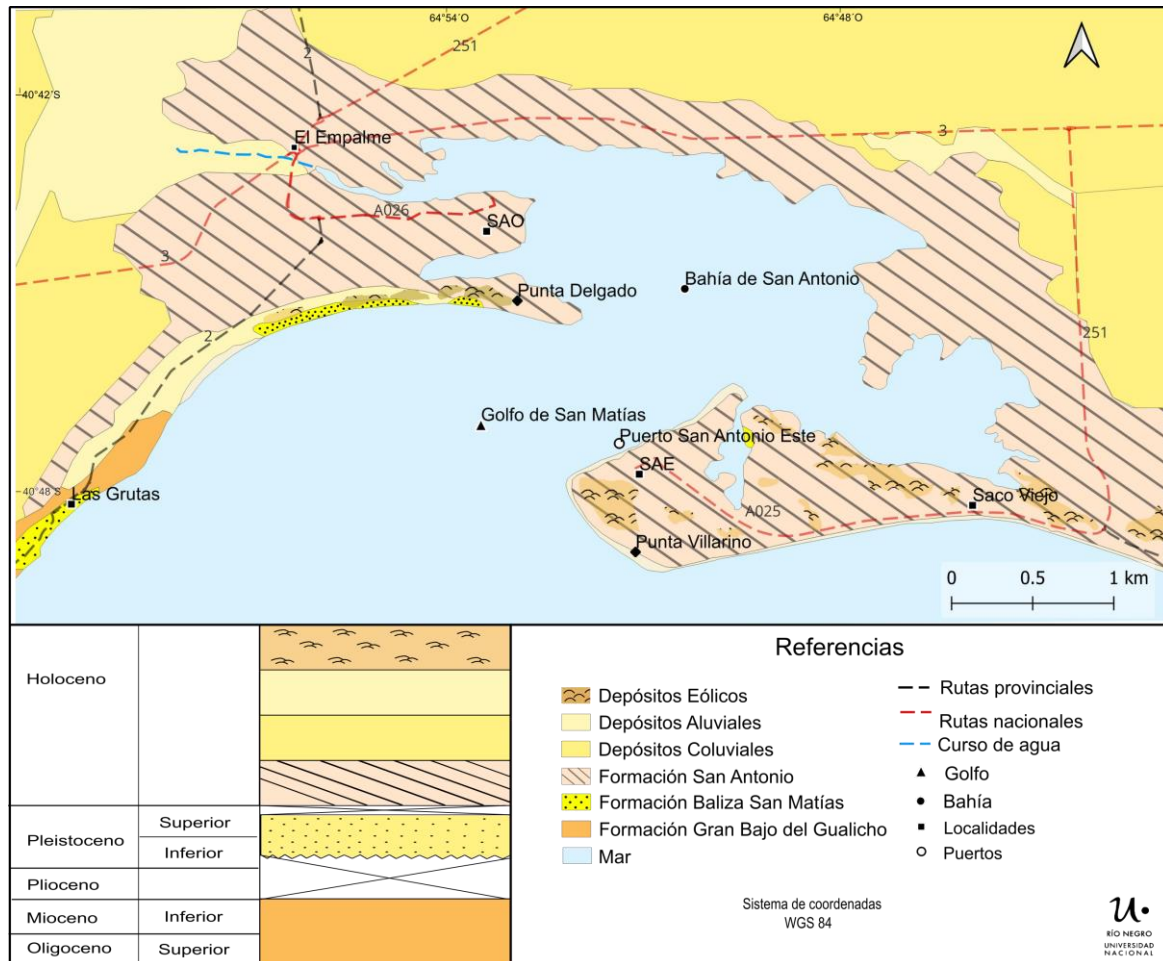 64°54´O
64°48´O
2
251
40°42´S
3
El Empalme
A026
SAO
3
Bahía de San Antonio
Punta Delgado
2
251
Golfo de San Matías
Puerto San Antonio Este
SAE
40°48´S
Las Grutas
Saco Viejo
A025
Punta Villarino
0 0.5 1 km
Holoceno
Pleistoceno
Superior
Inferior
Plioceno
Mioceno
Inferior
Oligoceno
Superior
Referencias
Depósitos Eólicos
Depósitos Aluviales
Depósitos Coluviales
Formación San Antonio
Formación Baliza San Matías
Formación Gran Bajo del Gualicho
Mar
Rutas provinciales
Rutas nacionales
Curso de agua
Golfo
Bahía
Localidades
Puertos
Sistema de coordenadas
WGS 84
RÍO NEGRO
UNIVERSIDAD
NACIONAL